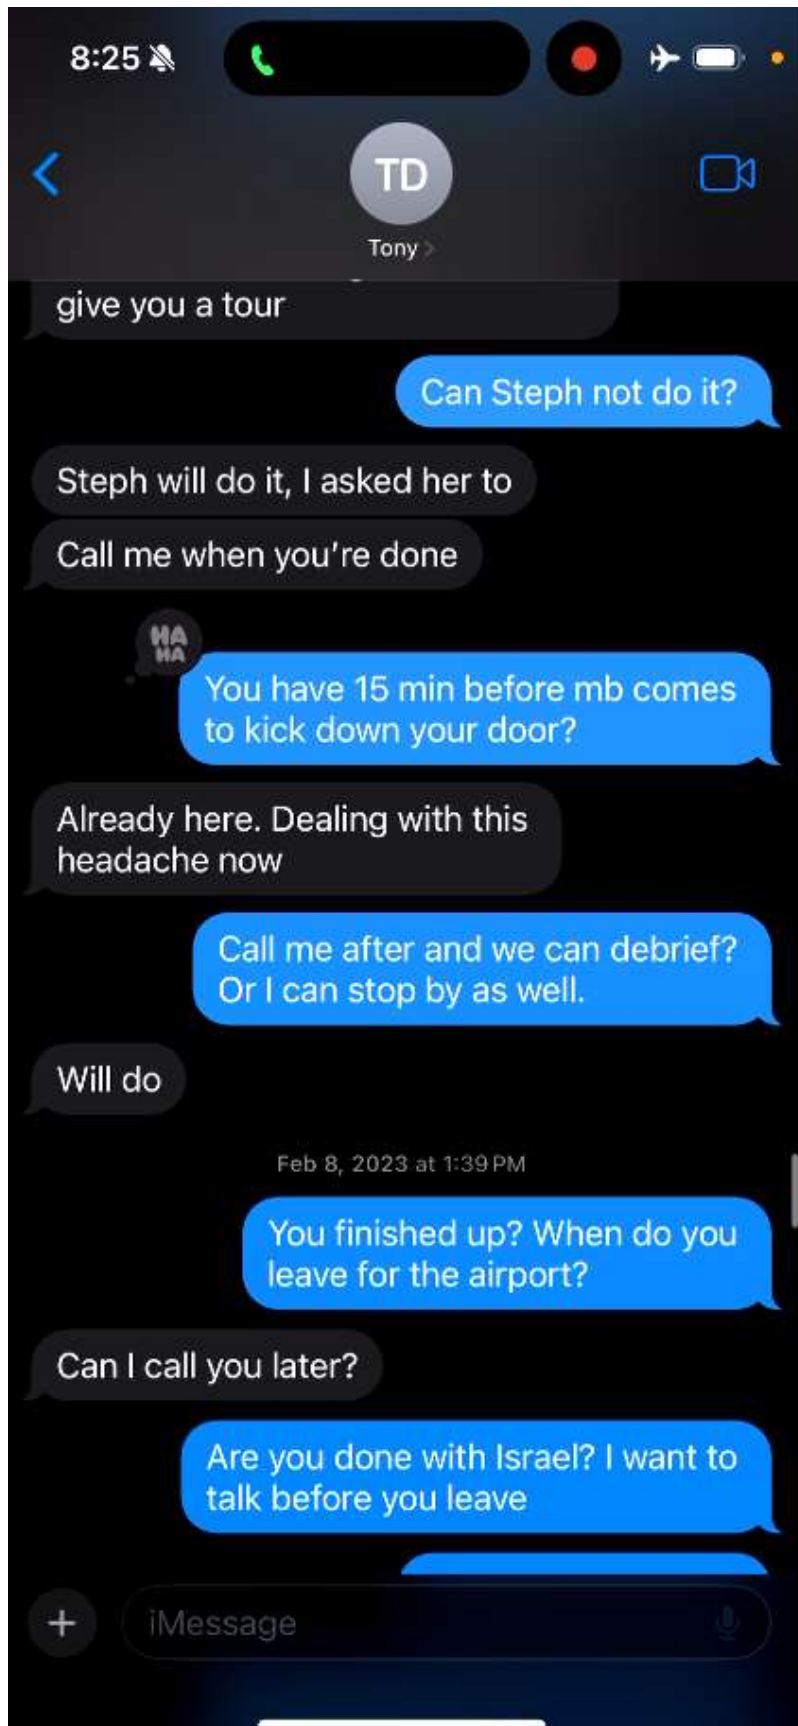 8:25
TD
Tony
give you a tour
Can Steph not do it?
Steph will do it, I asked her to
Call me when you're done
HA
HA
You have 15 min before mb comes
to kick down your door?
Already here. Dealing with this
headache now
Call me after and we can debrief?
Or I can stop by as well.
Will do
Feb 8, 2023 at 1:39 PM
You finished up? When do you
leave for the airport?
Can I call you later?
Are you done with Israel? I want to
talk before you leave
iMessage